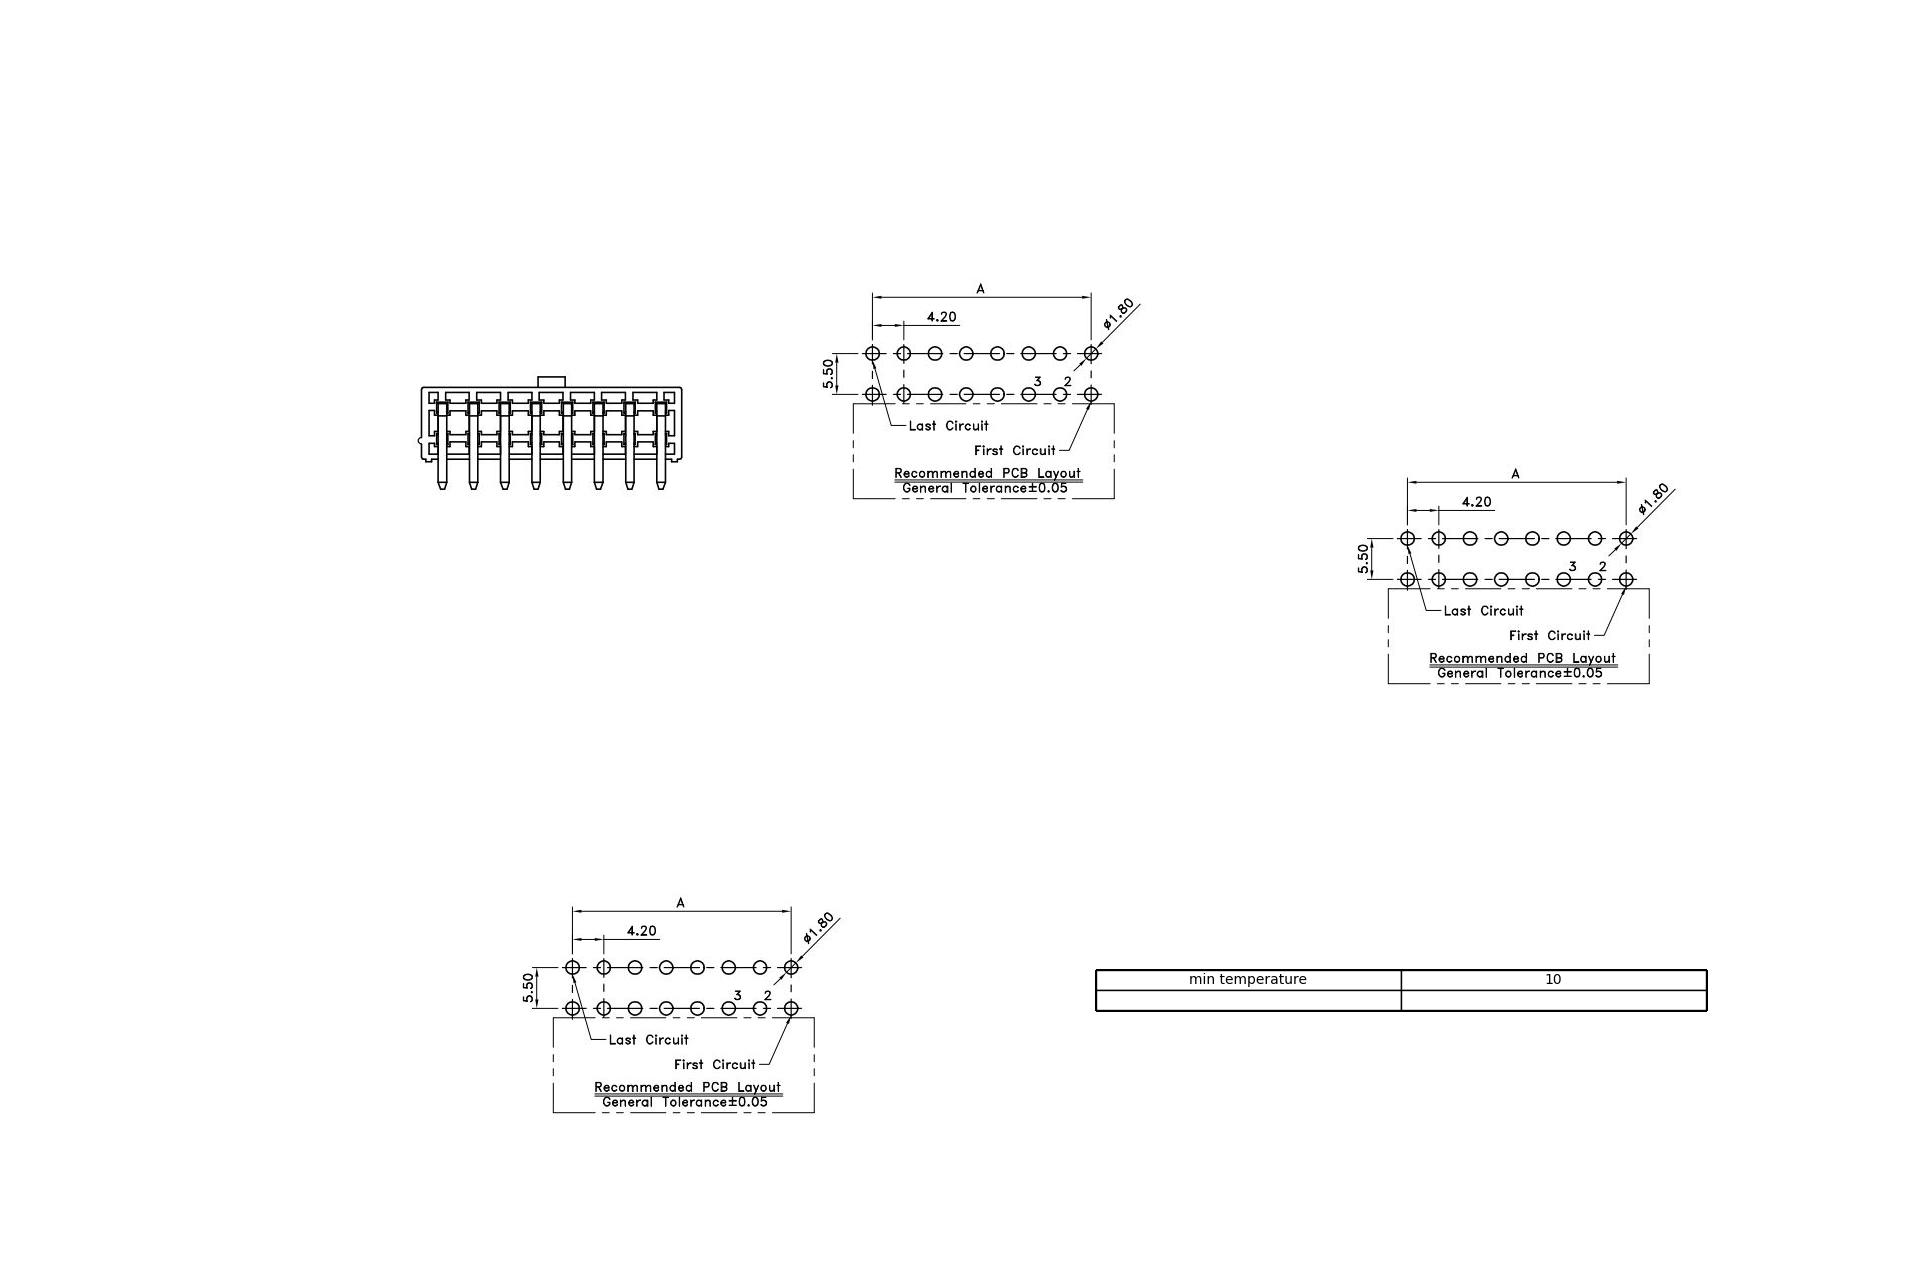 A
4.20
ø1.80
5.50
3 2
Last Circuit
First Circuit
Recommended PCB Layout
General Tolerance±0.05
A
4.20
ø1.80
5.50
3 2
Last Circuit
First Circuit
Recommended PCB Layout
General Tolerance±0.05
A
4.20
ø1.80
5.50
3 2
Last Circuit
First Circuit
Recommended PCB Layout
General Tolerance±0.05
min temperature 10